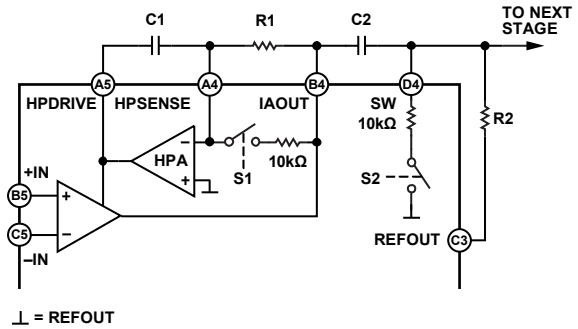 C1
R1
C2
TO NEXT
STAGE
A5
A4
B4
D4
HPDRIVE
HPSENSE
IAOUT
SW
10kΩ
R2
HPA
–
+
S1
10kΩ
S2
+IN
B5
+
C5
–
–IN
REFOUT
C3
⊥ = REFOUT